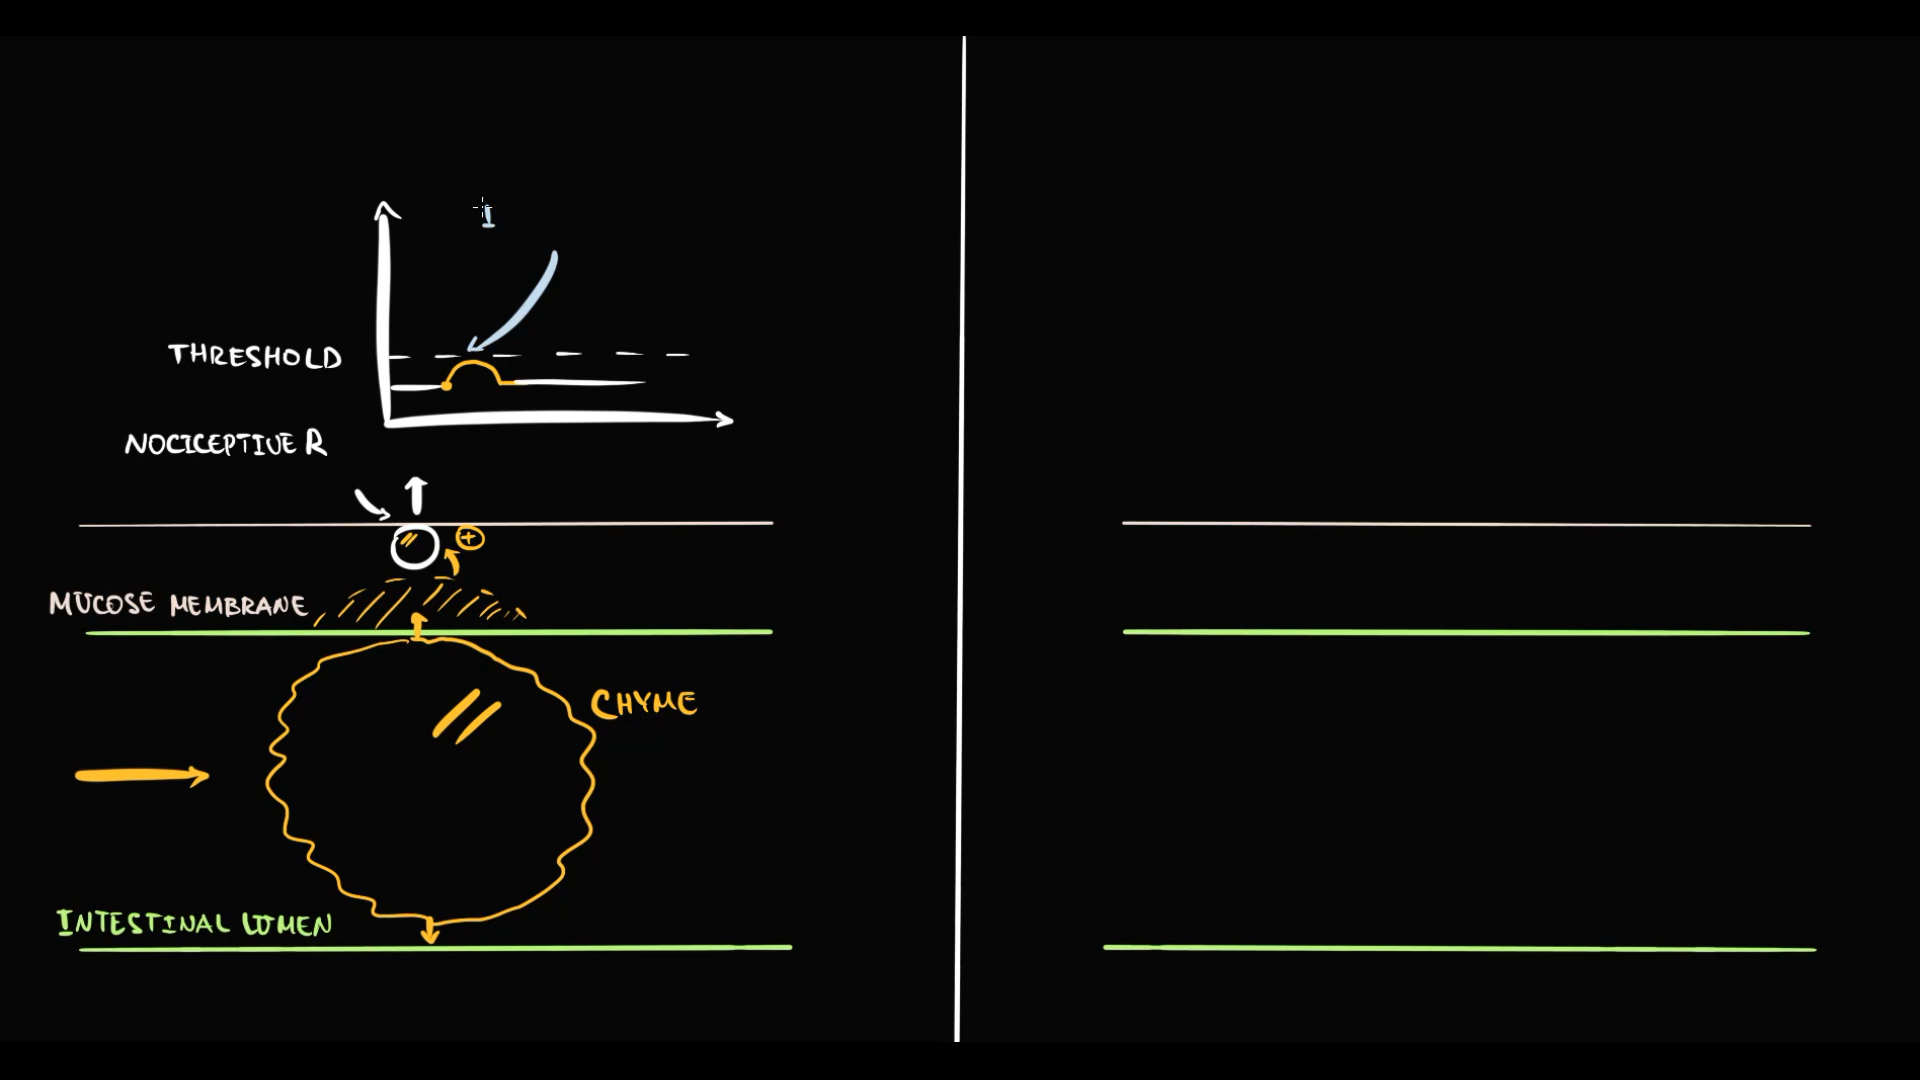 I
THRESHOLD
NOCICEPTIVE R
+
MUCOSE MEMBRANE
CHYME
INTESTINAL LUMEN